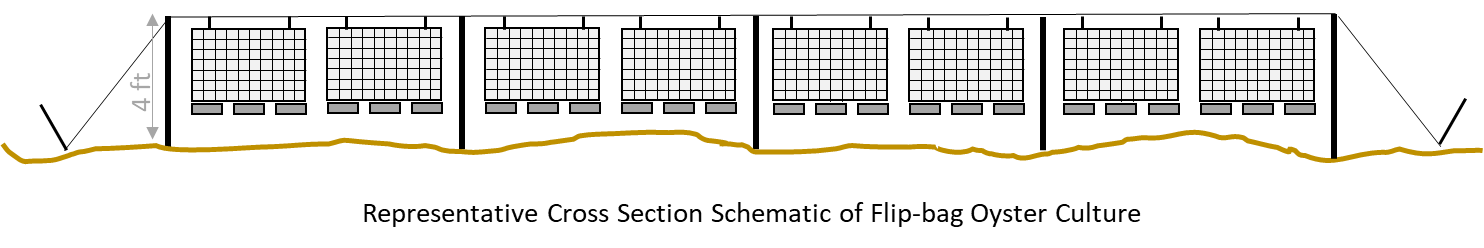 4 ft
Representative Cross Section Schematic of Flip-bag Oyster Culture